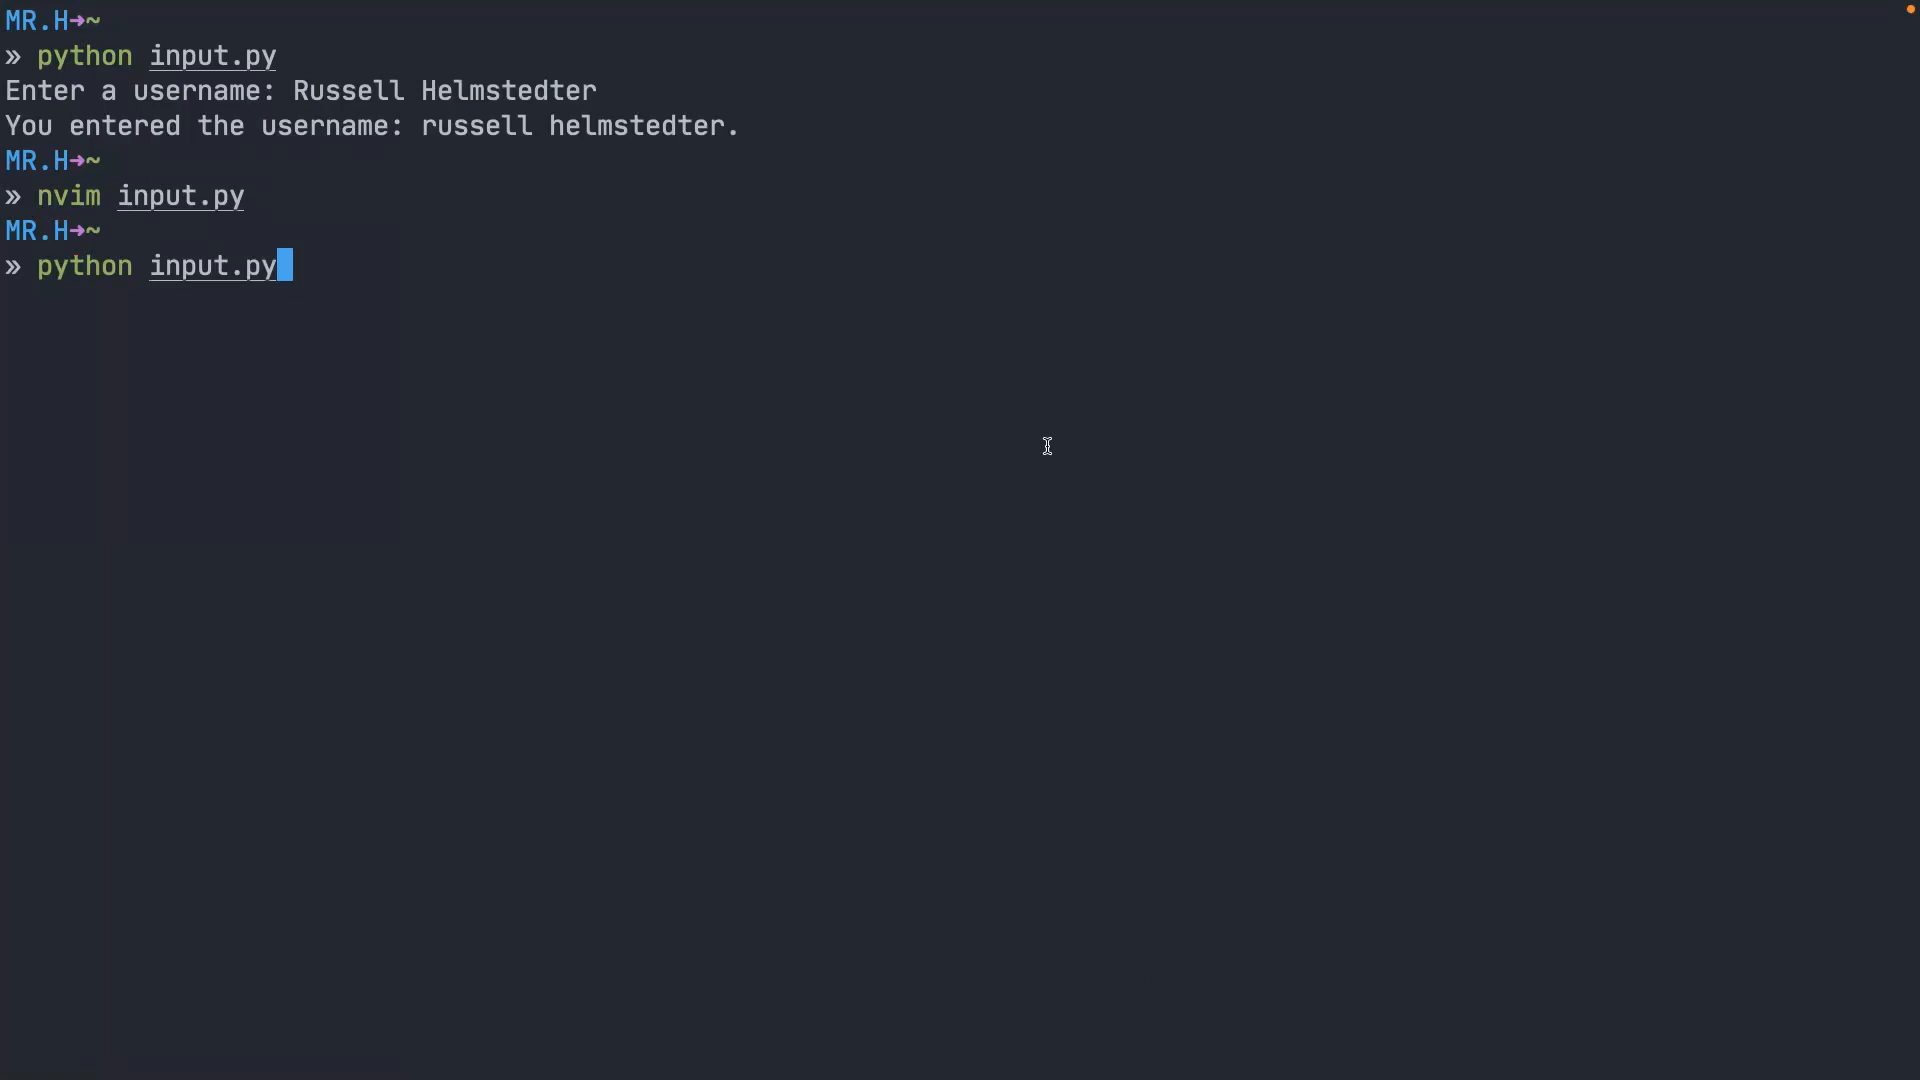 MR.H➜~
» python input.py
Enter a username: Russell Helmstedter
You entered the username: russell helmstedter.
MR.H➜~
» nvim input.py
MR.H➜~
» python input.py